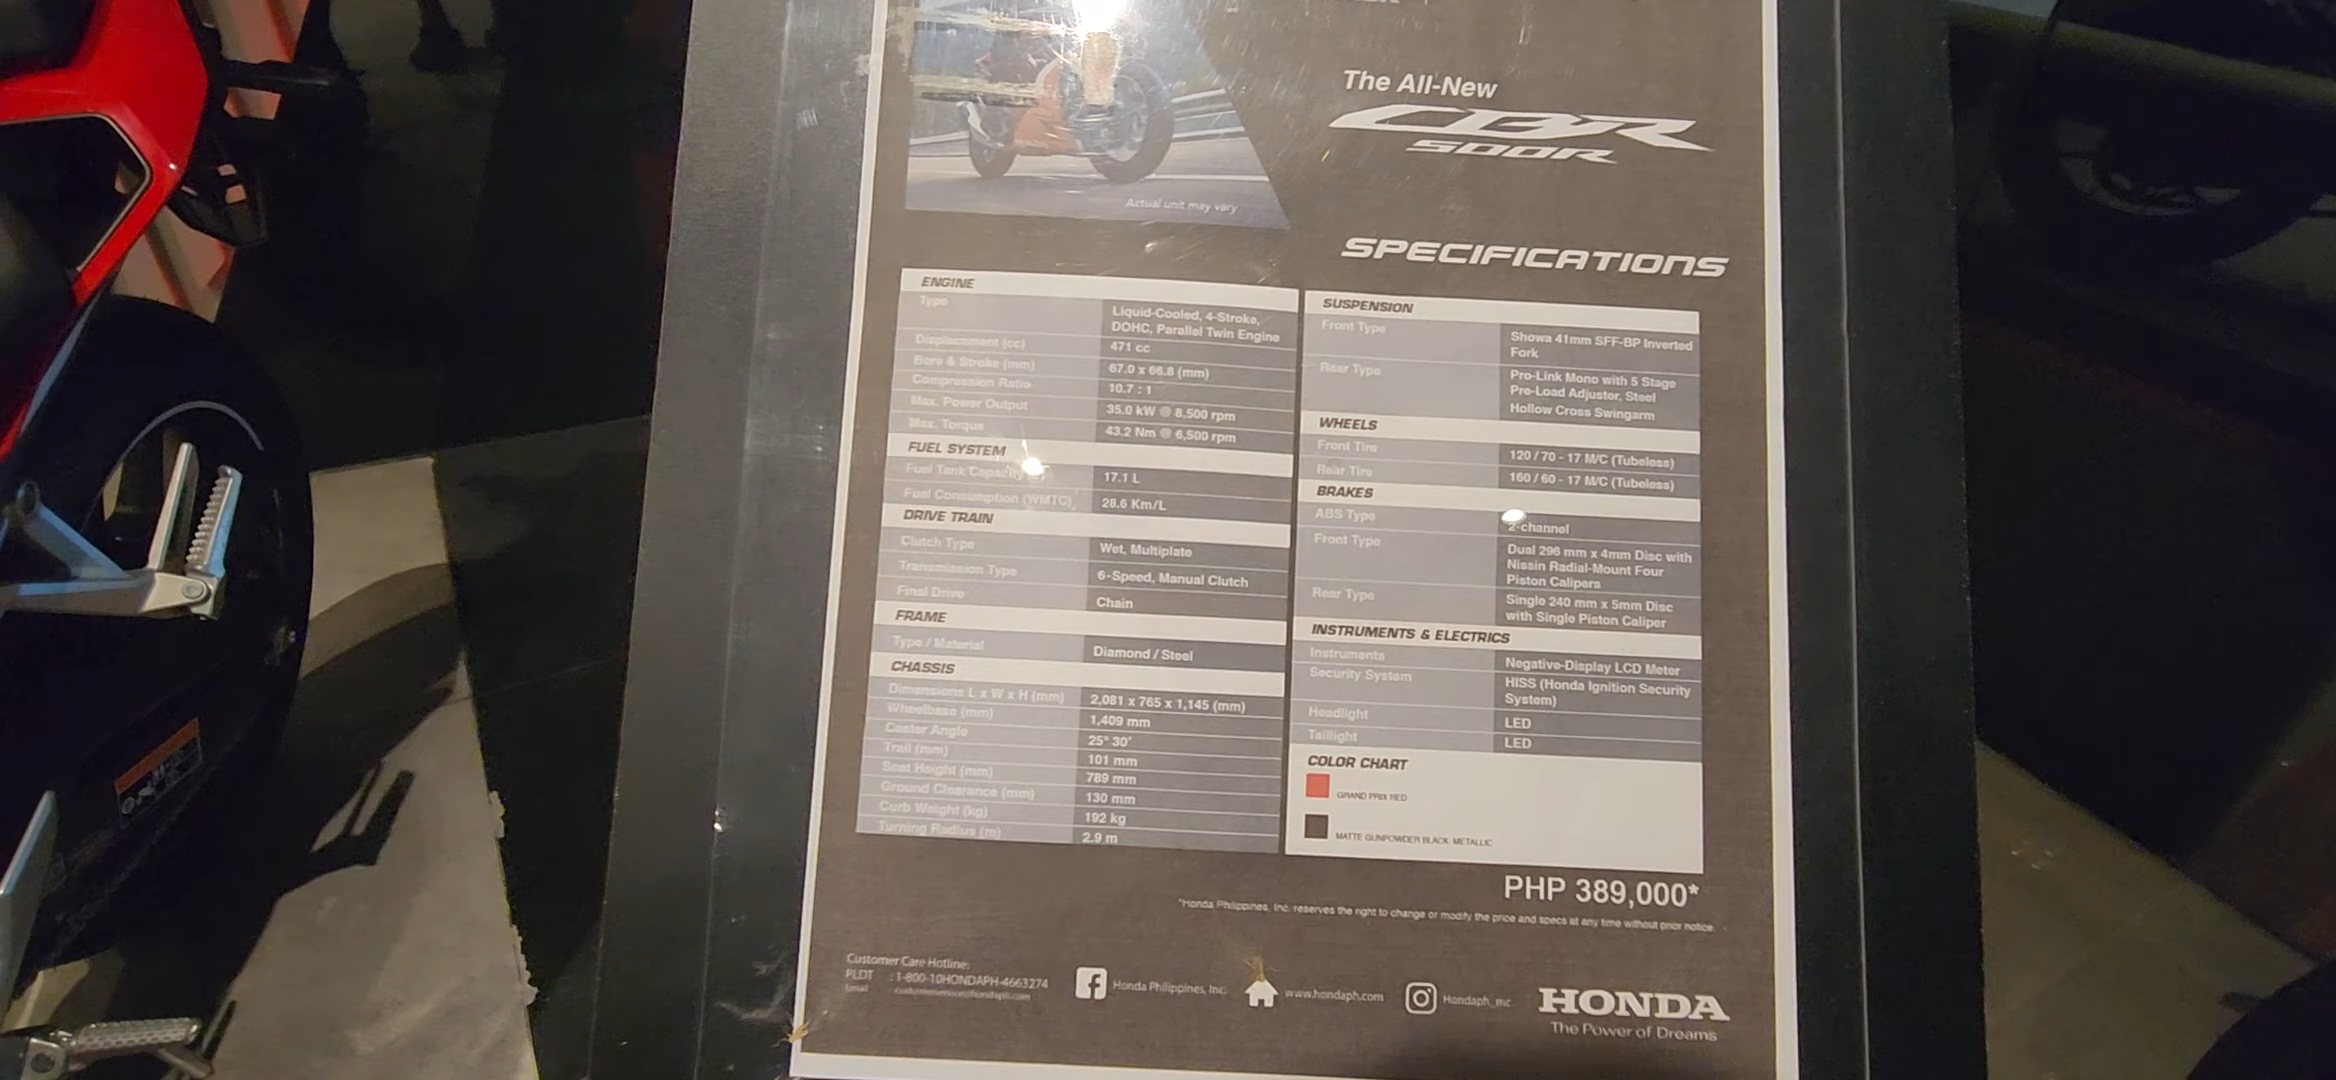 The All-New
CBR
500R
Actual unit may vary
SPECIFICATIONS
ENGINE
Type Liquid-Cooled, 4-Stroke,
DOHC, Parallel Twin Engine
Displacement (cc) 471 cc
Bore & Stroke (mm) 67.0 x 66.8 (mm)
Compression Ratio 10.7 : 1
Max. Power Output 35.0 kW @ 8,500 rpm
Max. Torque 43.2 Nm @ 6,500 rpm
FUEL SYSTEM
Fuel Tank Capacity 17.1 L
Fuel Consumption (WMTC) 28.6 Km/L
DRIVE TRAIN
Clutch Type Wet, Multiplate
Transmission Type 6-Speed, Manual Clutch
Final Drive Chain
FRAME
Type / Material Diamond / Steel
CHASSIS
Dimensions L x W x H (mm) 2,081 x 765 x 1,145 (mm)
Wheelbase (mm) 1,409 mm
Caster Angle 25° 30'
Trail (mm) 101 mm
Seat Height (mm) 789 mm
Ground Clearance (mm) 130 mm
Curb Weight (kg) 192 kg
Turning Radius (m) 2.9 m
SUSPENSION
Front Type Showa 41mm SFF-BP Inverted
Fork
Rear Type Pro-Link Mono with 5 Stage
Pre-Load Adjuster, Steel
Hollow Cross Swingarm
WHEELS
Front Tire 120 / 70 - 17 M/C (Tubeless)
Rear Tire 160 / 60 - 17 M/C (Tubeless)
BRAKES
ABS Type 2-channel
Front Type Dual 296 mm x 4mm Disc with
Nissin Radial-Mount Four
Piston Calipers
Rear Type Single 240 mm x 5mm Disc
with Single Piston Caliper
INSTRUMENTS & ELECTRICS
Instruments Negative-Display LCD Meter
Security System HISS (Honda Ignition Security
System)
Headlight LED
Taillight LED
COLOR CHART
GRAND PRIX RED
MATTE GUNPOWDER BLACK METALLIC
PHP 389,000*
*Honda Philippines, Inc. reserves the right to change or modify the price and specs at any time without prior notice.
Customer Care Hotline:
PLDT : 1-800-10HONDAPH-4663274
Email customerservice@hondaph.com
Honda Philippines, Inc.
www.hondaph.com
Hondaph_mc
HONDA
The Power of Dreams